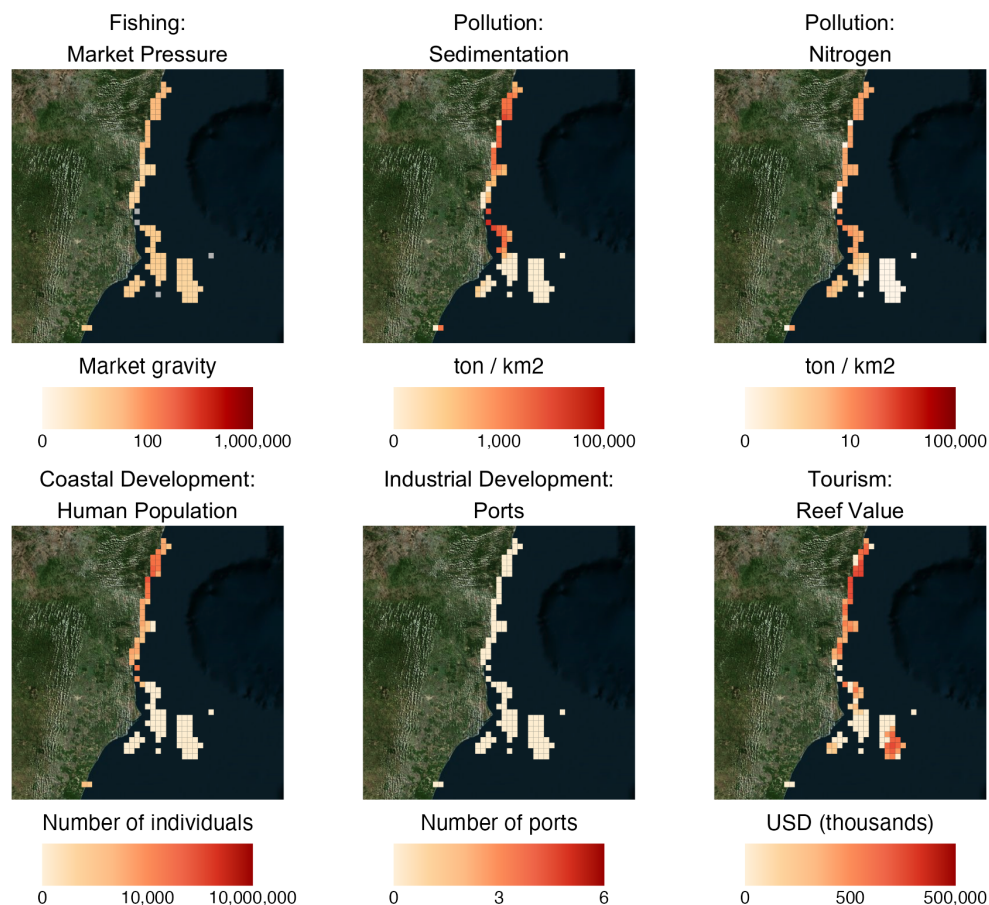 Fishing:
Market Pressure
Pollution:
Sedimentation
Pollution:
Nitrogen
Market gravity
0 100 1,000,000
ton / km2
0 1,000 100,000
ton / km2
0 10 100,000
Coastal Development:
Human Population
Industrial Development:
Ports
Tourism:
Reef Value
Number of individuals
0 10,000 10,000,000
Number of ports
0 3 6
USD (thousands)
0 500 500,000